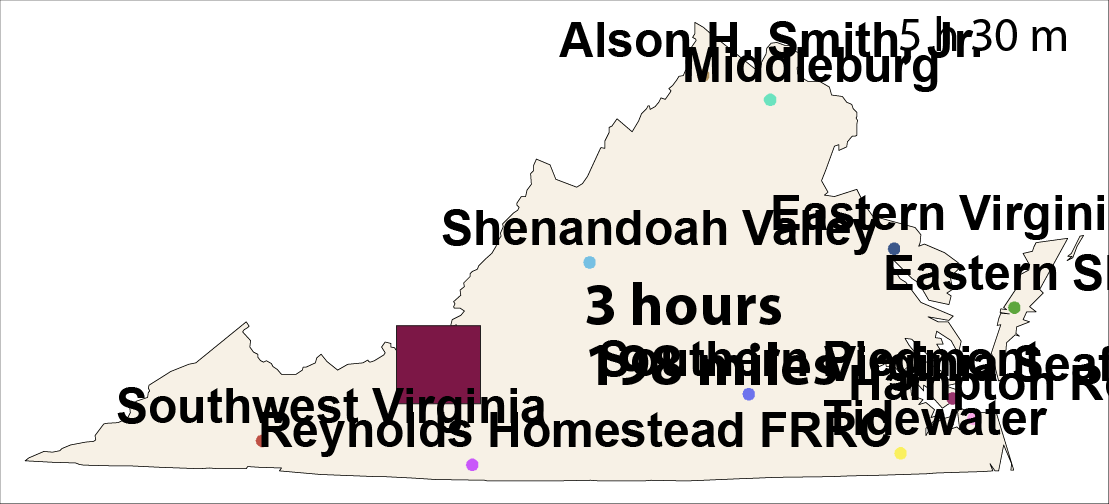 Alson H. Smith, Jr.
5 h 30 m
Middleburg
Eastern Virgini
Shenandoah Valley
Eastern S
3 hours
Southern Piedmont
Virginia Seaf
198 miles
Hampton R
Southwest Virginia
Tidewater
Reynolds Homestead FRRC